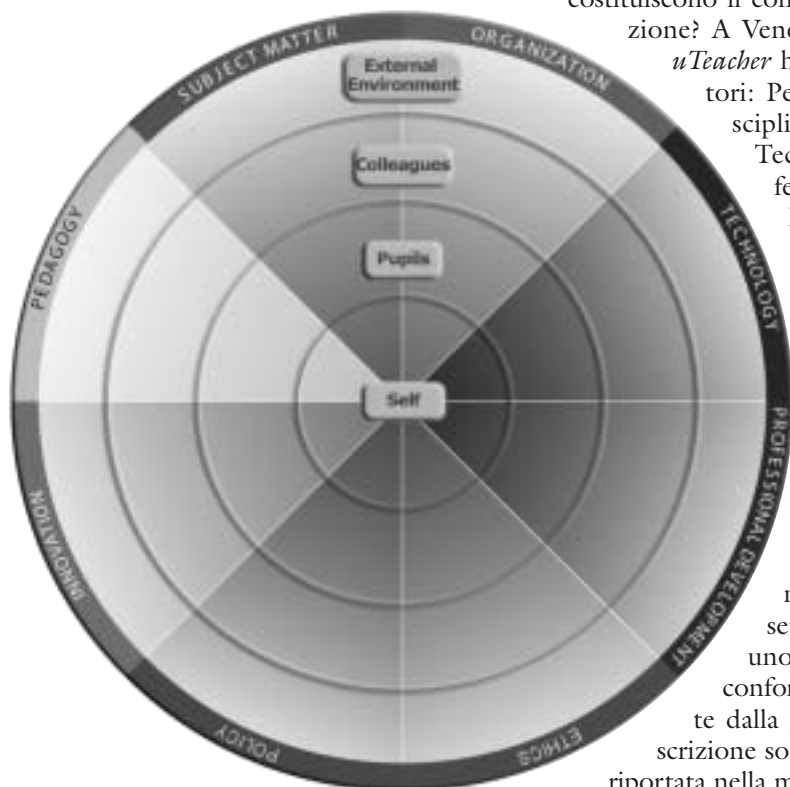 SUBJECT MATTER
ORGANIZATION
TECHNOLOGY
PROFESSIONAL DEVELOPMENT
ETHICS
POLICY
INNOVATION
PEDAGOGY
External
Environment
Colleagues
Pupils
Self
costituiscono il con
zione? A Vene
uTeacher h
tori: Pe
scipli
Tec
fe
se
uno
confor
te dalla
scrizione so
riportata nella m